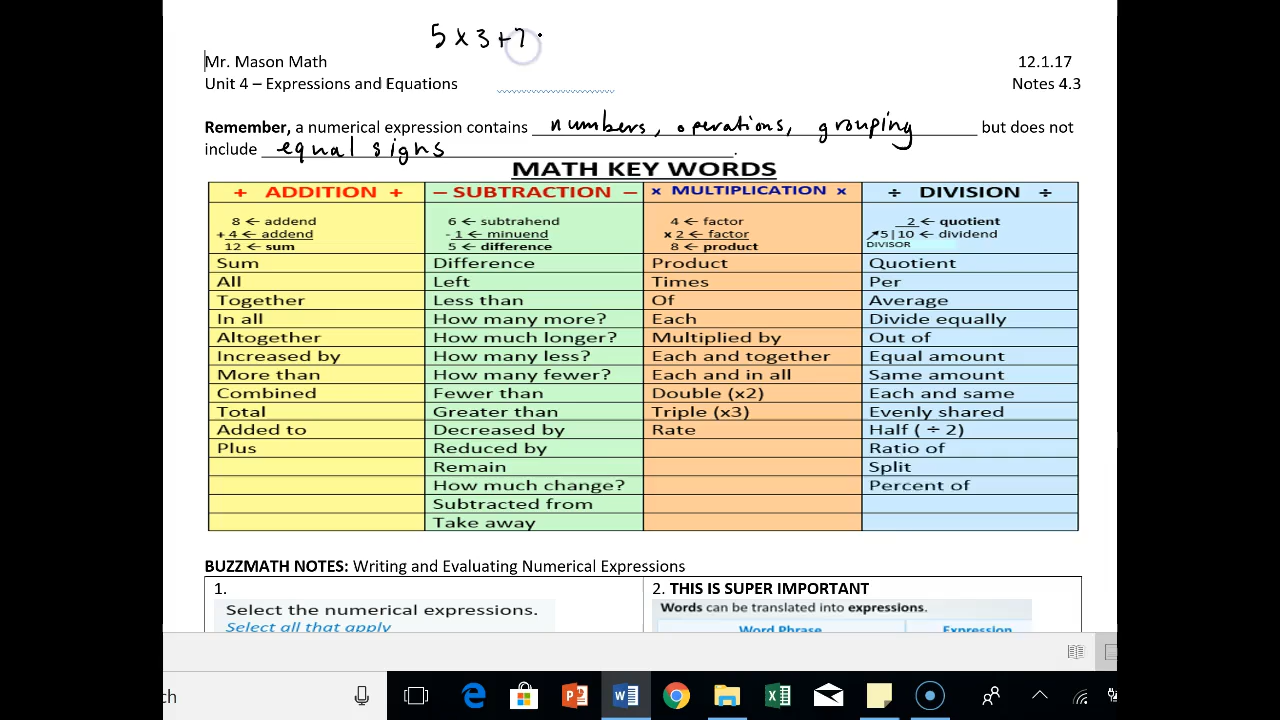 5 x 3 + 7
Mr. Mason Math 12.1.17
Unit 4 – Expressions and Equations Notes 4.3
Remember, a numerical expression contains numbers, operations, grouping but does not
include equal signs.
MATH KEY WORDS
+ ADDITION + – SUBTRACTION – x MULTIPLICATION x ÷ DIVISION ÷
8 ← addend 6 ← subtrahend 4 ← factor 2 ← quotient
+ 4 ← addend - 1 ← minuend x 2 ← factor ↗5|10 ← dividend
12 ← sum 5 ← difference 8 ← product DIVISOR
Sum Difference Product Quotient
All Left Times Per
Together Less than Of Average
In all How many more? Each Divide equally
Altogether How much longer? Multiplied by Out of
Increased by How many less? Each and together Equal amount
More than How many fewer? Each and in all Same amount
Combined Fewer than Double (x2) Each and same
Total Greater than Triple (x3) Evenly shared
Added to Decreased by Rate Half ( ÷ 2)
Plus Reduced by Ratio of
Remain Split
How much change? Percent of
Subtracted from
Take away
BUZZMATH NOTES: Writing and Evaluating Numerical Expressions
1. 2. THIS IS SUPER IMPORTANT
Select the numerical expressions. Words can be translated into expressions.
Select all that apply Word Phrase Expression
ch